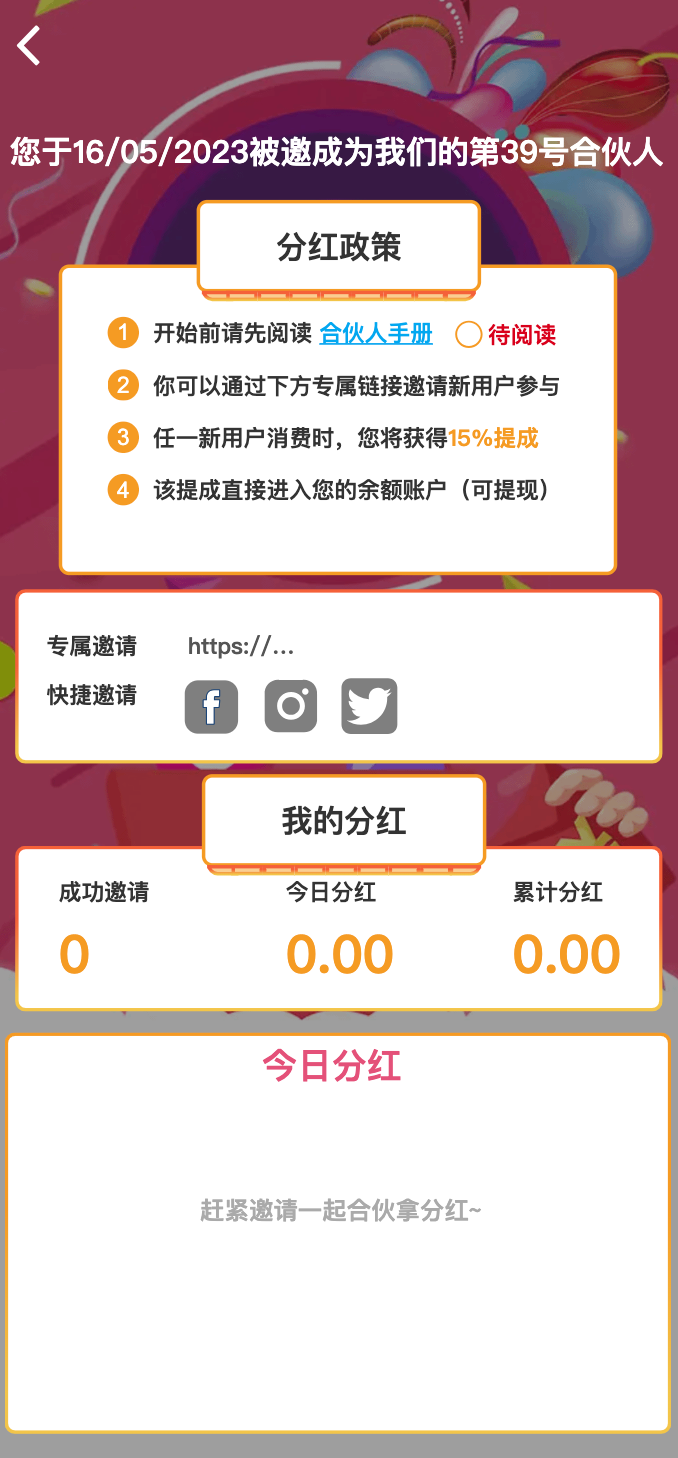 您于16/05/2023被邀成为我们的第39号合伙人
分红政策
1 开始前请先阅读 合伙人手册 待阅读
2 你可以通过下方专属链接邀请新用户参与
3 任一新用户消费时，您将获得15%提成
4 该提成直接进入您的余额账户（可提现）
专属邀请 https://...
快捷邀请
我的分红
成功邀请 今日分红 累计分红
0 0.00 0.00
今日分红
赶紧邀请一起合伙拿分红~